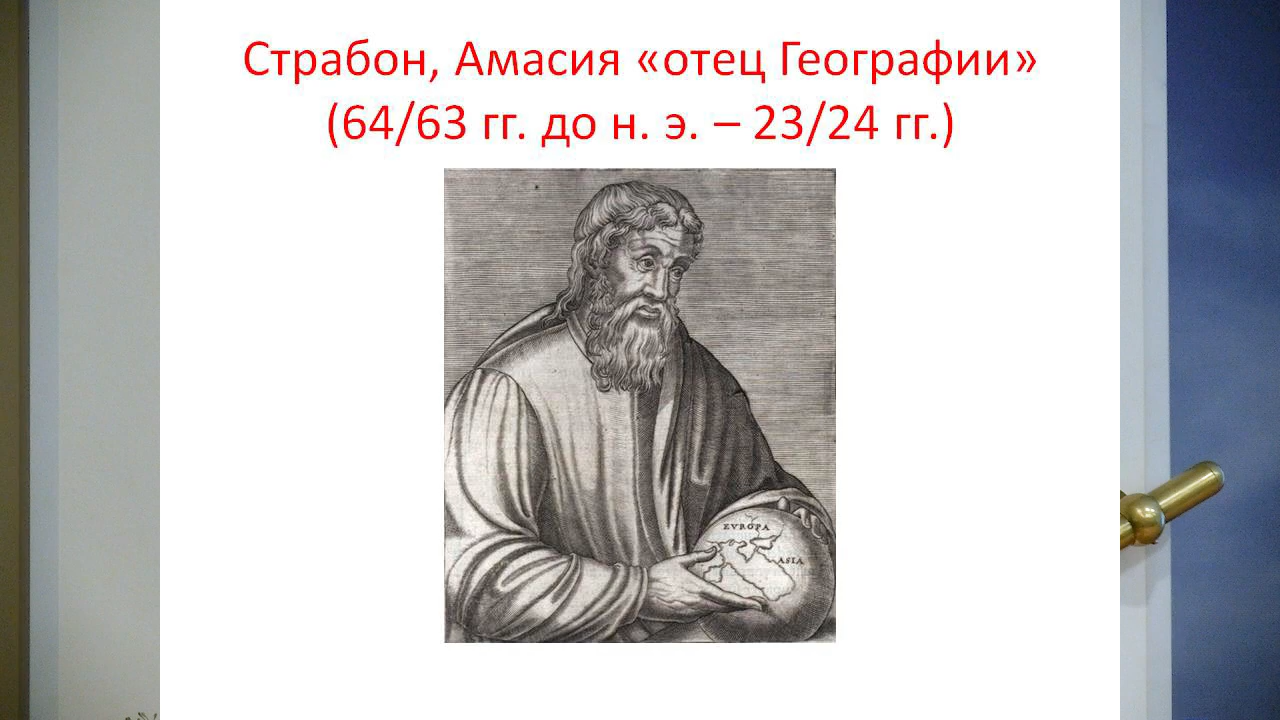 Страбон, Амасия «отец Географии»
(64/63 гг. до н. э. – 23/24 гг.)
EVROPA
ASIA